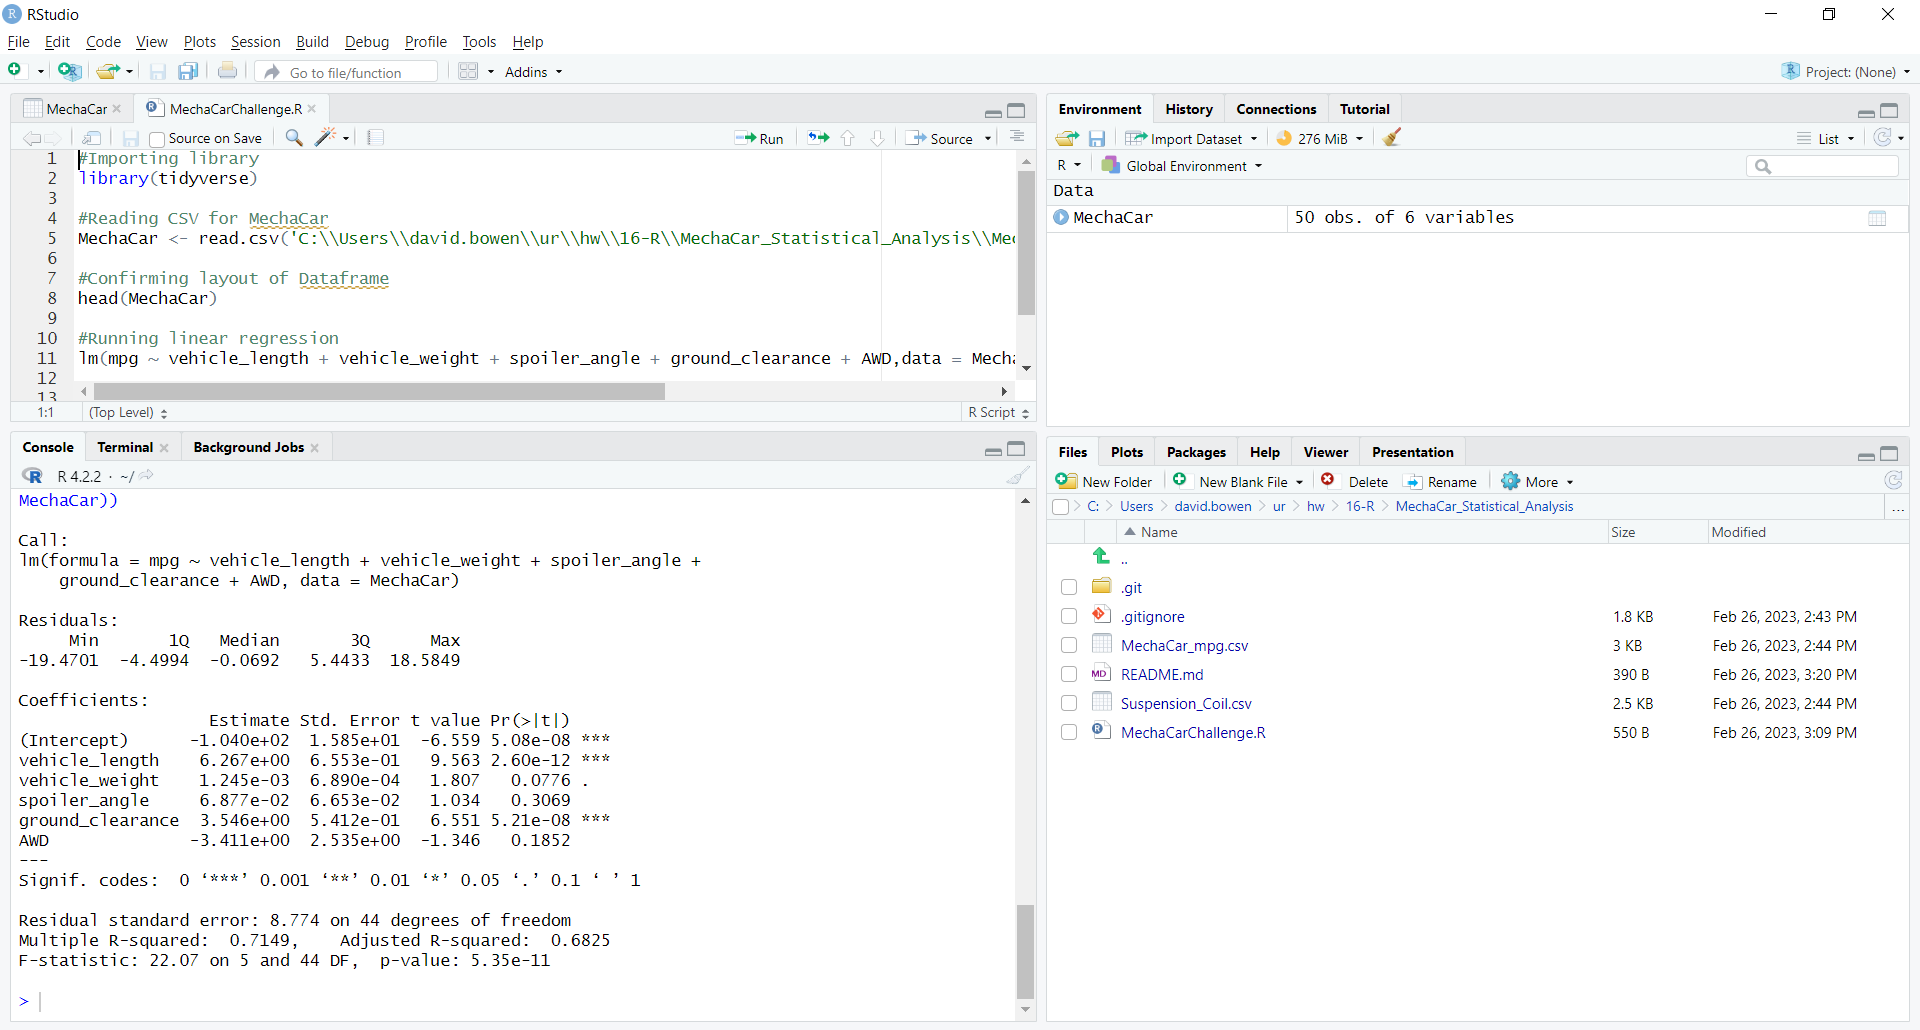 RStudio
File Edit Code View Plots Session Build Debug Profile Tools Help
Go to file/function Addins Project: (None)
MechaCar MechaCarChallenge.R
Source on Save Run Source
1 #Importing library
2 library(tidyverse)
3
4 #Reading CSV for MechaCar
5 MechaCar <- read.csv('C:\\Users\\david.bowen\\ur\\hw\\16-R\\MechaCar_Statistical_Analysis\\Mec
6
7 #Confirming layout of Dataframe
8 head(MechaCar)
9
10 #Running linear regression
11 lm(mpg ~ vehicle_length + vehicle_weight + spoiler_angle + ground_clearance + AWD,data = Mecha
12
13
1:1 (Top Level) R Script
Console Terminal Background Jobs
R 4.2.2 · ~/
MechaCar))
Call:
lm(formula = mpg ~ vehicle_length + vehicle_weight + spoiler_angle +
    ground_clearance + AWD, data = MechaCar)
Residuals:
     Min       1Q   Median       3Q      Max
-19.4701  -4.4994  -0.0692   5.4433  18.5849
Coefficients:
                   Estimate Std. Error t value Pr(>|t|)
(Intercept)      -1.040e+02  1.585e+01  -6.559 5.08e-08 ***
vehicle_length    6.267e+00  6.553e-01   9.563 2.60e-12 ***
vehicle_weight    1.245e-03  6.890e-04   1.807   0.0776 .
spoiler_angle     6.877e-02  6.653e-02   1.034   0.3069
ground_clearance  3.546e+00  5.412e-01   6.551 5.21e-08 ***
AWD              -3.411e+00  2.535e+00  -1.346   0.1852
---
Signif. codes:  0 ‘***’ 0.001 ‘**’ 0.01 ‘*’ 0.05 ‘.’ 0.1 ‘ ’ 1
Residual standard error: 8.774 on 44 degrees of freedom
Multiple R-squared:  0.7149,    Adjusted R-squared:  0.6825
F-statistic: 22.07 on 5 and 44 DF,  p-value: 5.35e-11
>
Environment History Connections Tutorial
Import Dataset 276 MiB List
R Global Environment
Data
MechaCar 50 obs. of 6 variables
Files Plots Packages Help Viewer Presentation
New Folder New Blank File Delete Rename More
C: > Users > david.bowen > ur > hw > 16-R > MechaCar_Statistical_Analysis ...
Name Size Modified
..
.git
.gitignore 1.8 KB Feb 26, 2023, 2:43 PM
MechaCar_mpg.csv 3 KB Feb 26, 2023, 2:44 PM
README.md 390 B Feb 26, 2023, 3:20 PM
Suspension_Coil.csv 2.5 KB Feb 26, 2023, 2:44 PM
MechaCarChallenge.R 550 B Feb 26, 2023, 3:09 PM